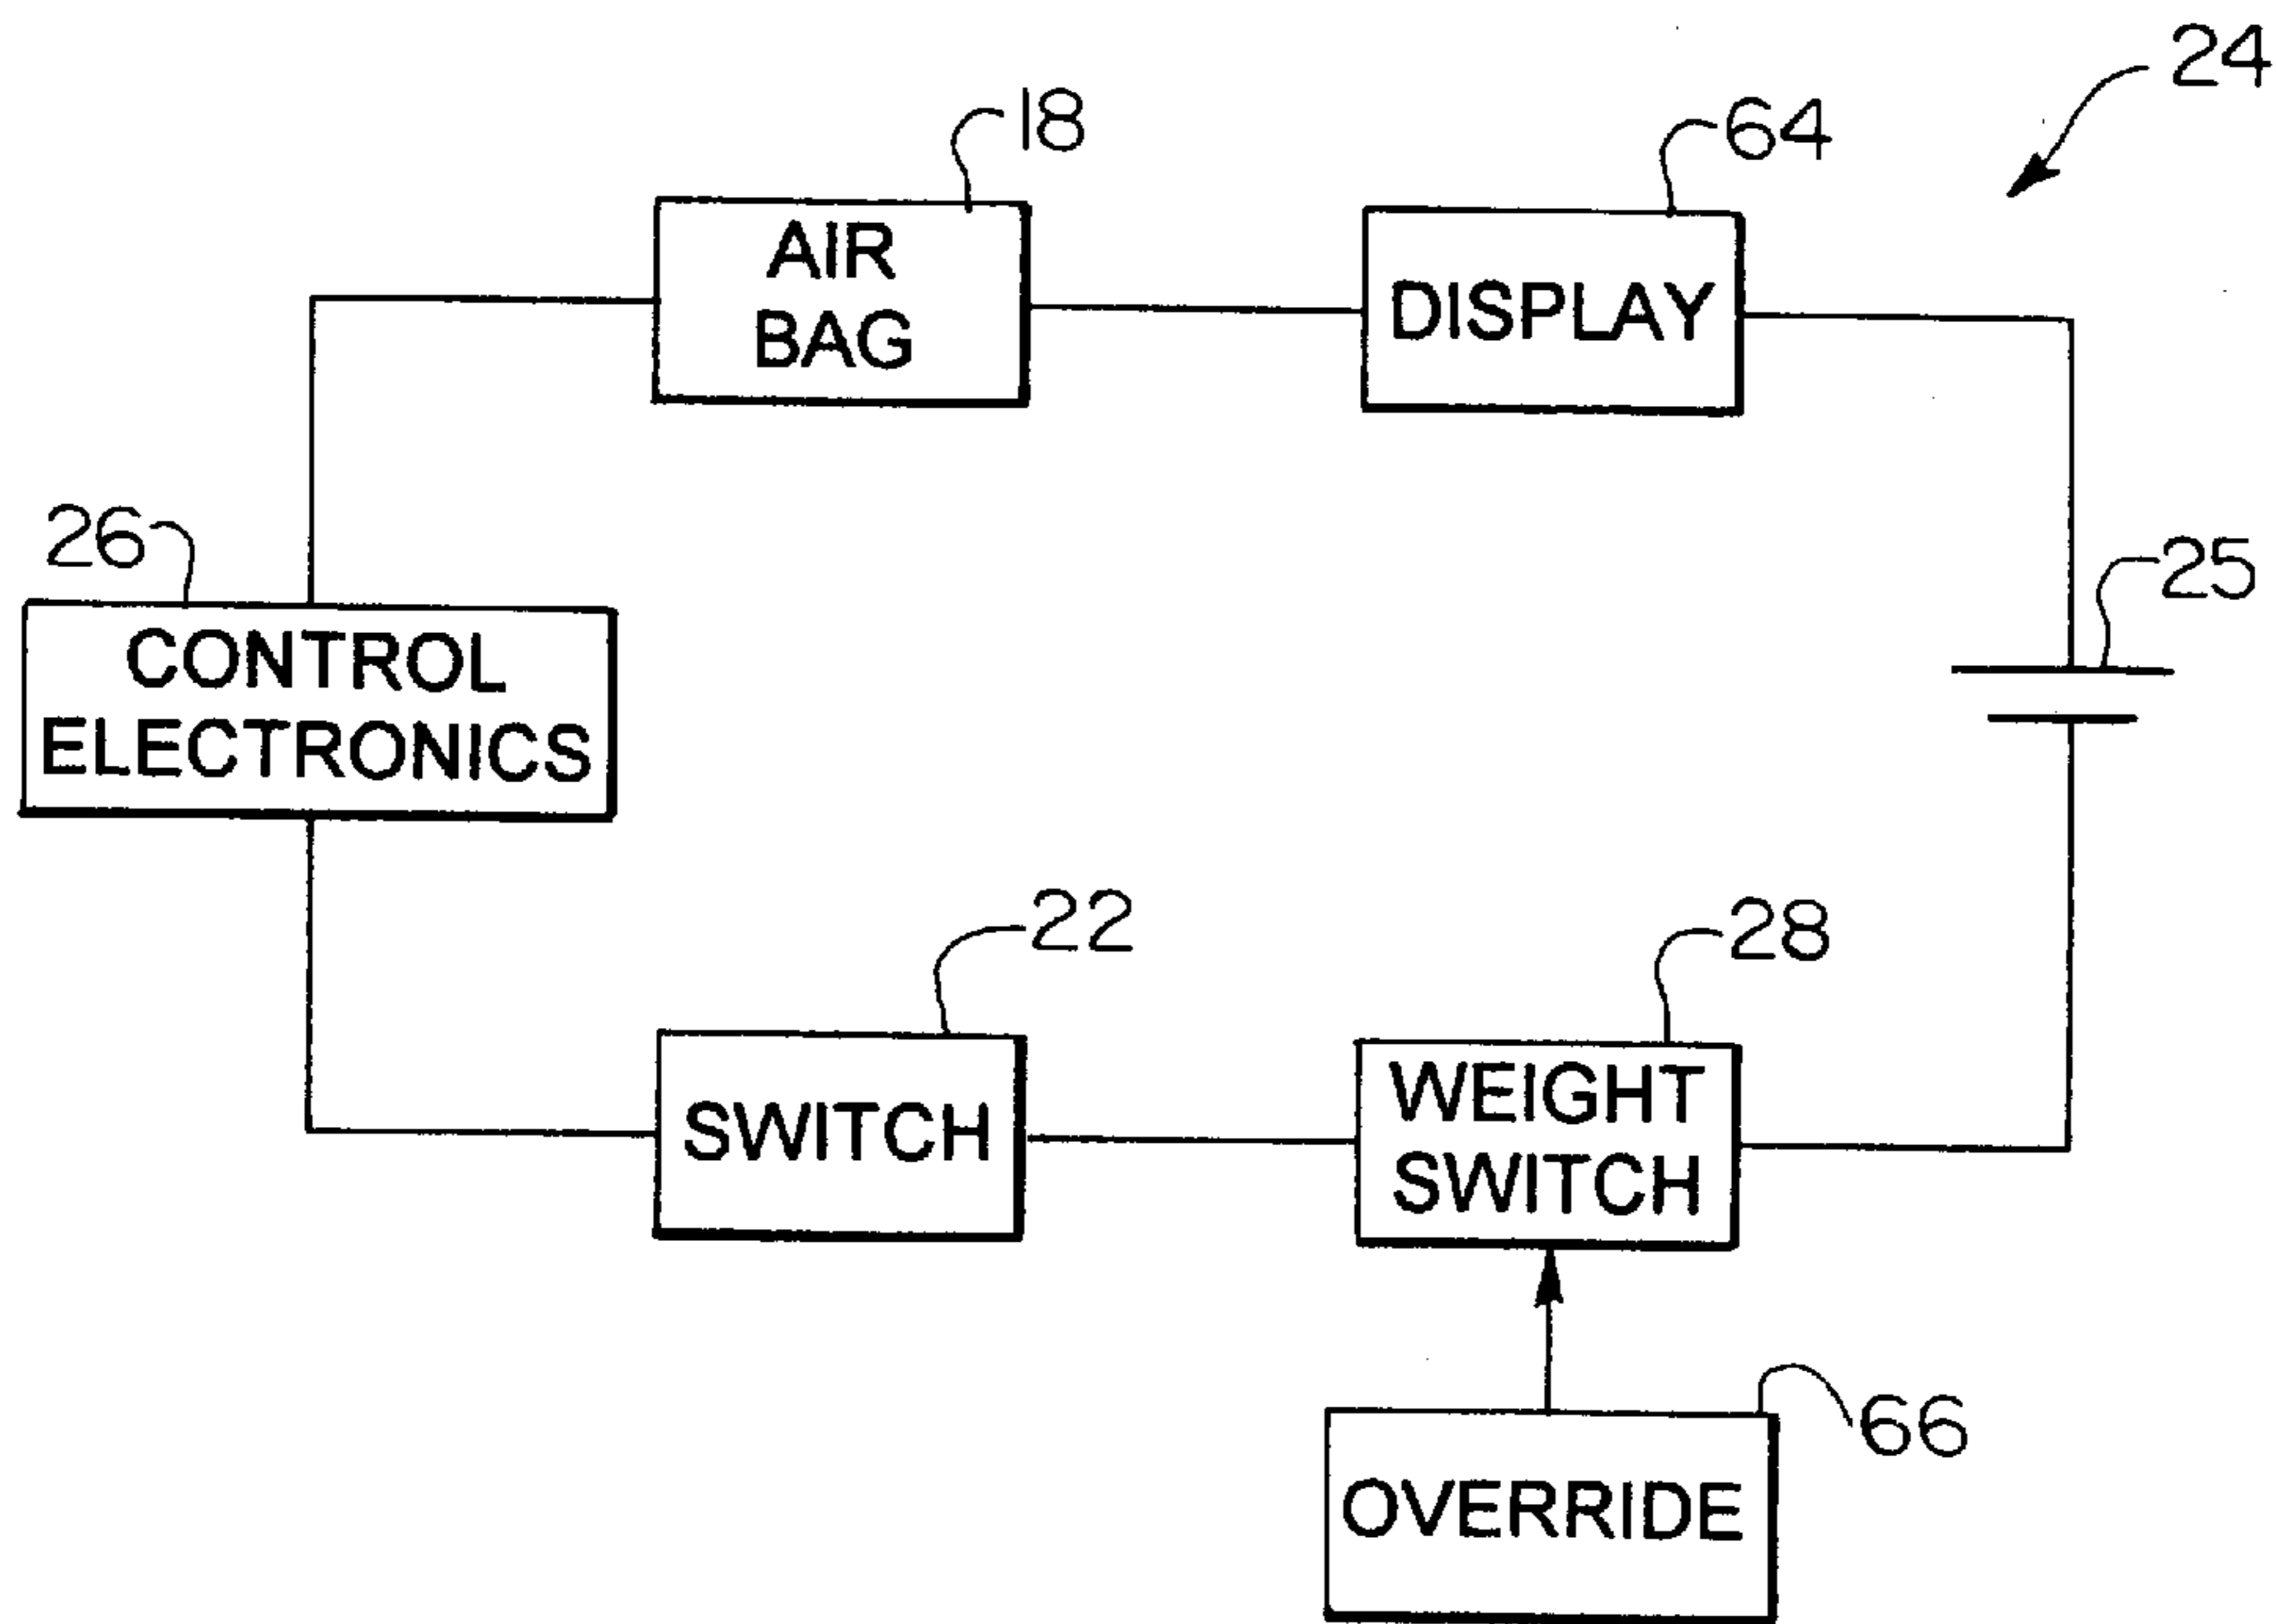 24
18
64
AIR
BAG
DISPLAY
26
25
CONTROL
ELECTRONICS
22
28
SWITCH
WEIGHT
SWITCH
66
OVERRIDE